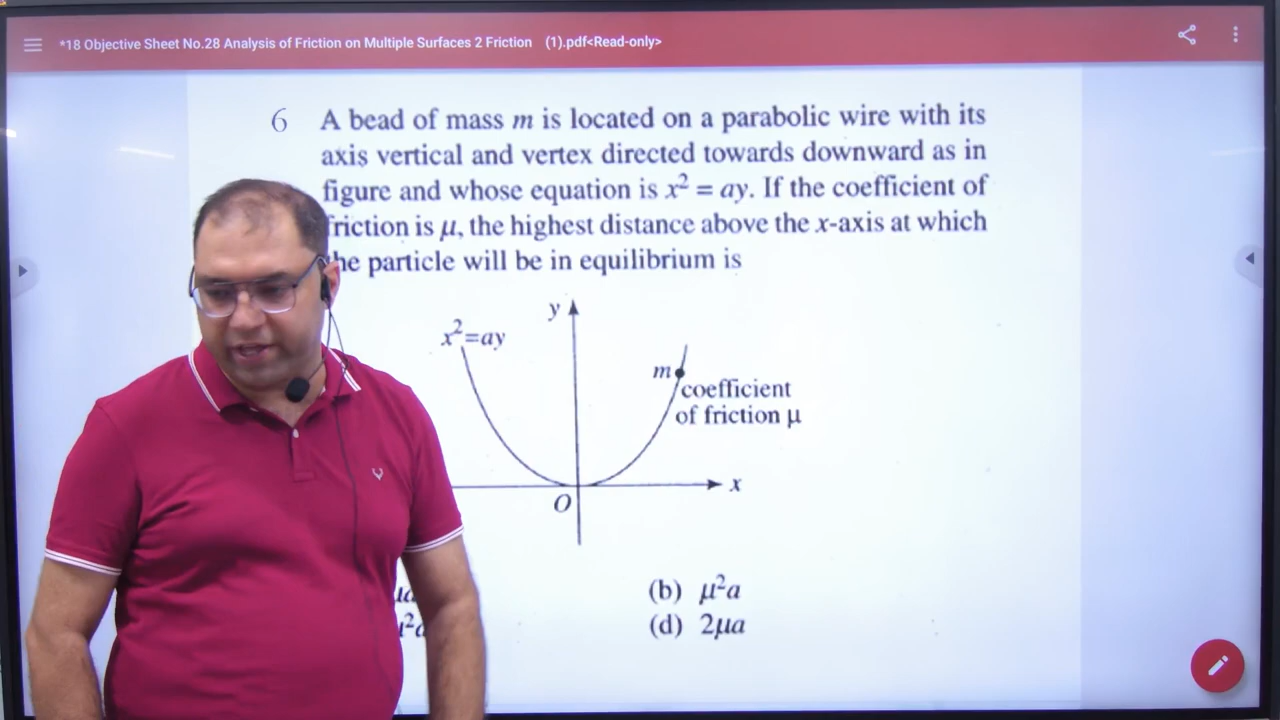 *18 Objective Sheet No.28 Analysis of Friction on Multiple Surfaces 2 Friction (1).pdf<Read-only>
6 A bead of mass m is located on a parabolic wire with its
axis vertical and vertex directed towards downward as in
figure and whose equation is x² = ay. If the coefficient of
friction is μ, the highest distance above the x-axis at which
the particle will be in equilibrium is
y
x²=ay
m
coefficient
of friction μ
x
O
(b) μ²a
(d) 2μa